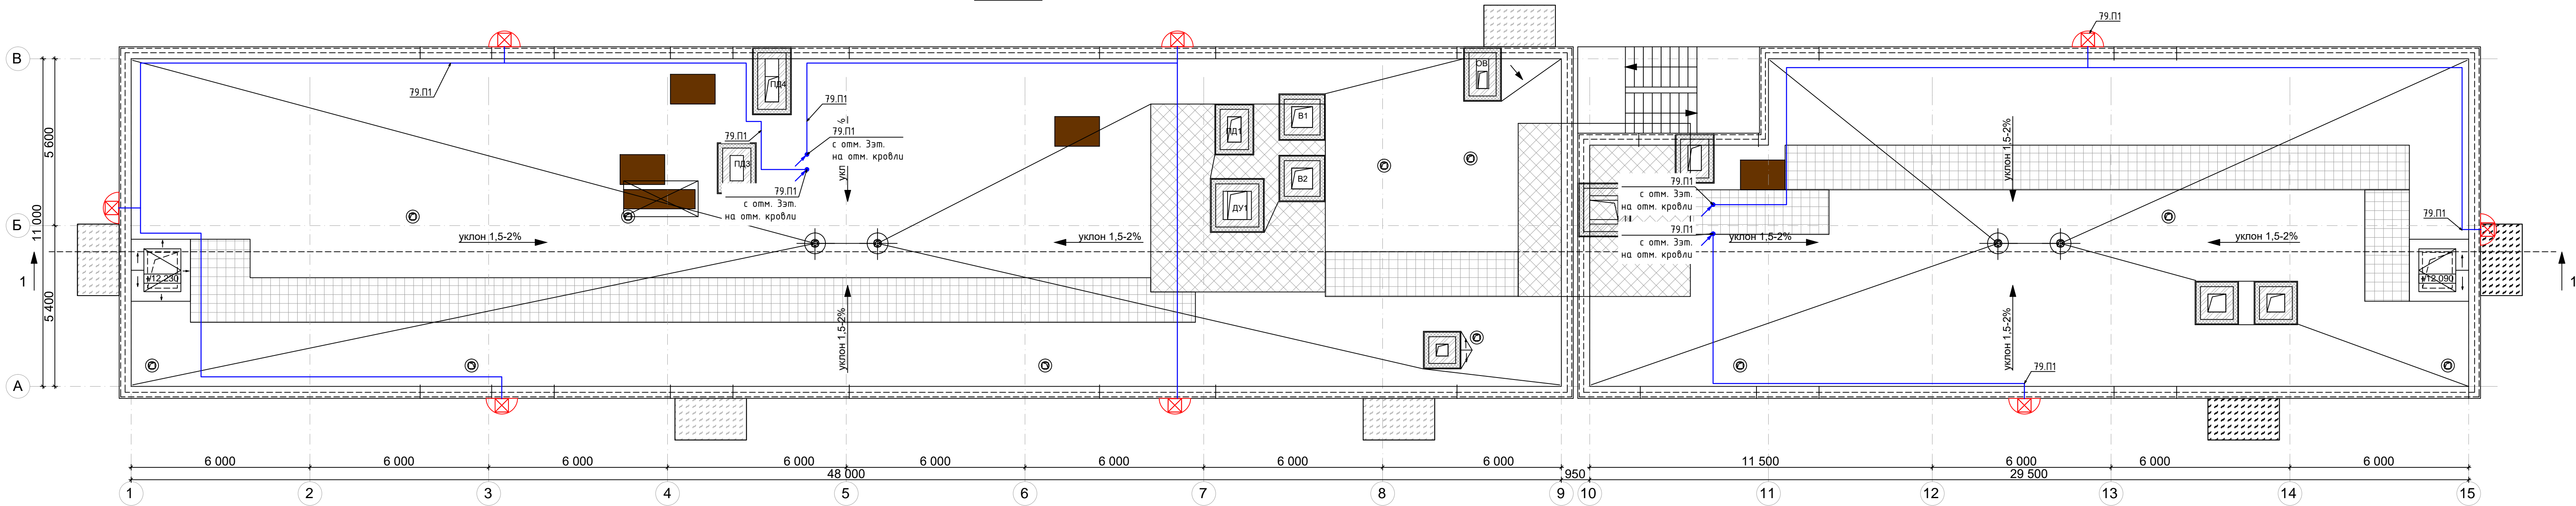 79.П1
В
ОВ
ПД4
79.П1
79.П1
В1
6
79.П1
с отм. 3эт.
на отм. кровли
79.П1
ПД1
5 600
уклон 1,5-2%
ПД3
укл
В2
79.П1
с отм. 3эт.
на отм. кровли
79.П1
с отм. 3эт.
на отм. кровли
ДУ1
79.П1
Б
11 000
79.П1
с отм. 3эт.
на отм. кровли
уклон 1,5-2%
уклон 1,5-2%
уклон 1,5-2%
уклон 1,5-2%
1
12.230
12.090
1
5 400
уклон 1,5-2%
уклон 1,5-2%
79.П1
А
6 000
6 000
6 000
6 000
6 000
6 000
6 000
6 000
11 500
6 000
6 000
6 000
48 000
950
29 500
1
2
3
4
5
6
7
8
9
10
11
12
13
14
15